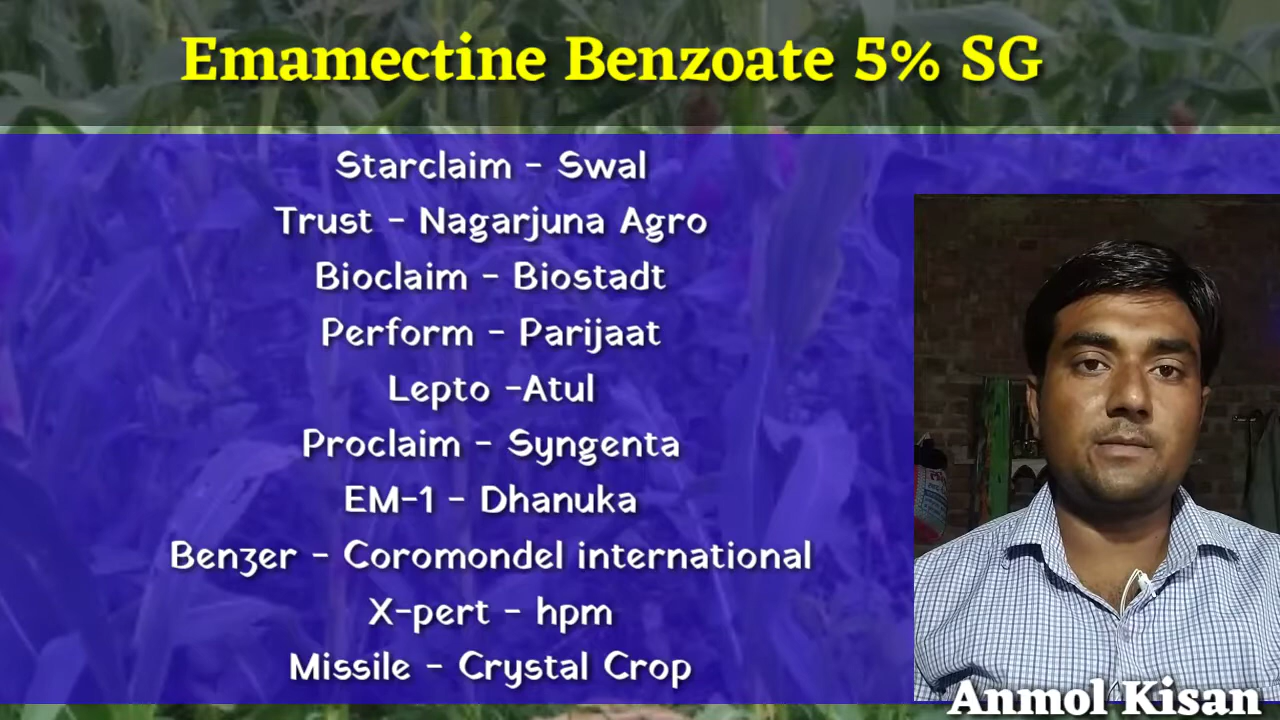 Emamectine Benzoate 5% SG
Starclaim - Swal
Trust - Nagarjuna Agro
Bioclaim - Biostadt
Perform - Parijaat
Lepto -Atul
Proclaim - Syngenta
EM-1 - Dhanuka
Benzer - Coromondel international
X-pert - hpm
Missile - Crystal Crop
Anmol Kisan